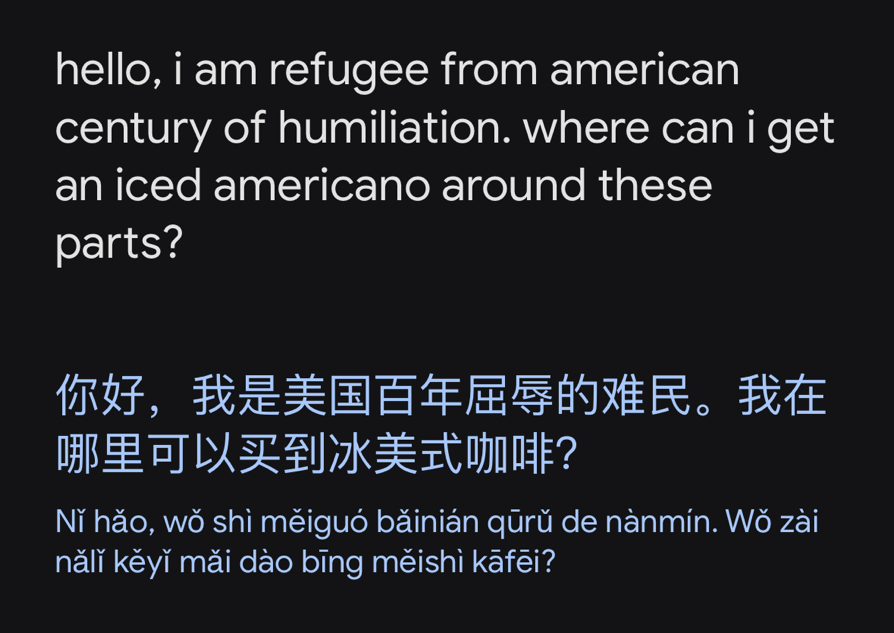 hello, i am refugee from american
century of humiliation. where can i get
an iced americano around these
parts?
你好，我是美国百年屈辱的难民。我在
哪里可以买到冰美式咖啡？
Nǐ hǎo, wǒ shì měiguó bǎinián qūrǔ de nànmín. Wǒ zài
nǎlǐ kěyǐ mǎi dào bīng měishì kāfēi?